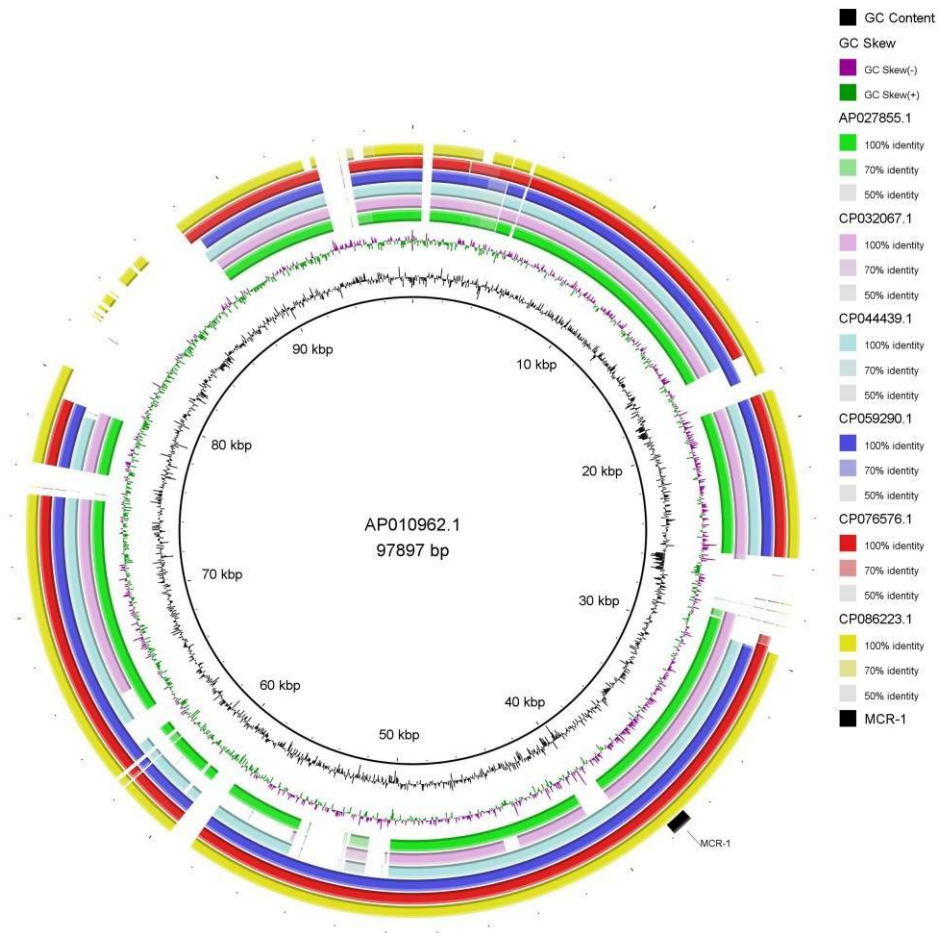 GC Content
GC Skew
GC Skew(-)
GC Skew(+)
AP027855.1
100% identity
70% identity
50% identity
CP032067.1
100% identity
70% identity
50% identity
CP044439.1
100% identity
70% identity
50% identity
CP059290.1
100% identity
70% identity
50% identity
CP076576.1
100% identity
70% identity
50% identity
CP086223.1
100% identity
70% identity
50% identity
MCR-1
90 kbp
10 kbp
80 kbp
20 kbp
AP010962.1
97897 bp
70 kbp
30 kbp
60 kbp
40 kbp
50 kbp
MCR-1